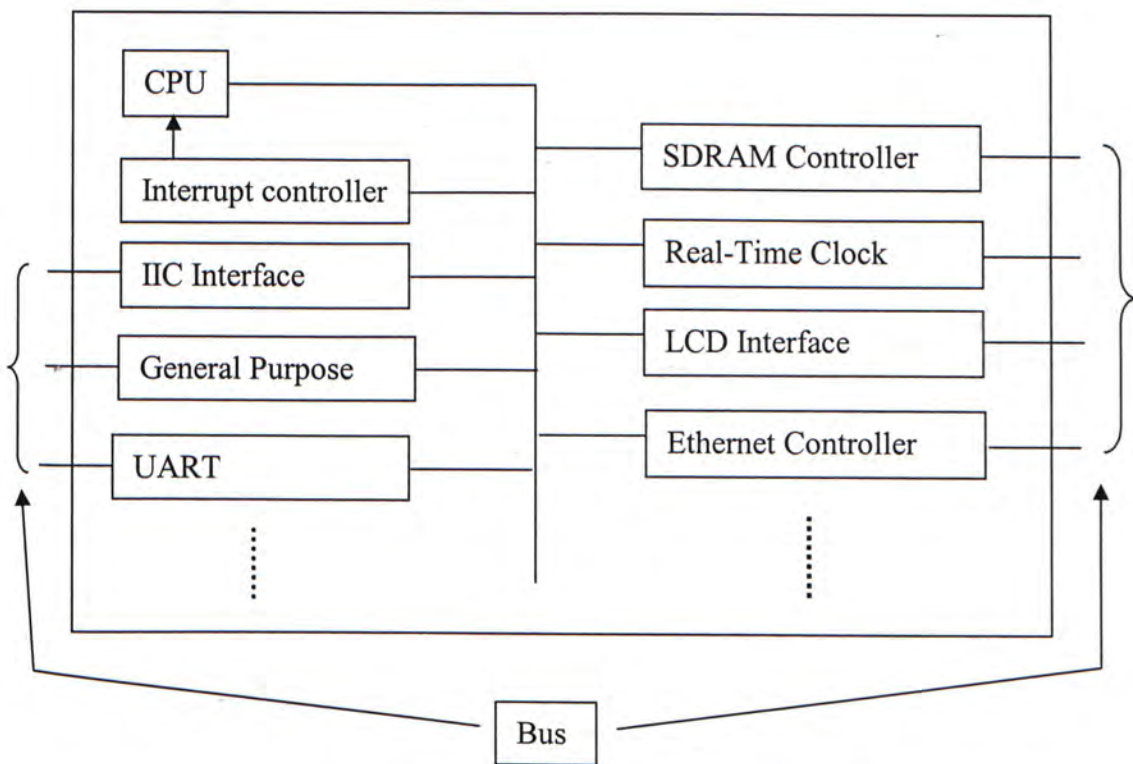 CPU
Interrupt controller
IIC Interface
General Purpose
UART
SDRAM Controller
Real-Time Clock
LCD Interface
Ethernet Controller
Bus